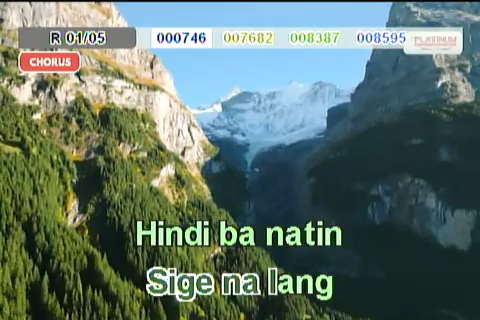 R 01/05
000746 007682 008387 008595
PLATINUM
CHORUS
Hindi ba natin
Sige na lang